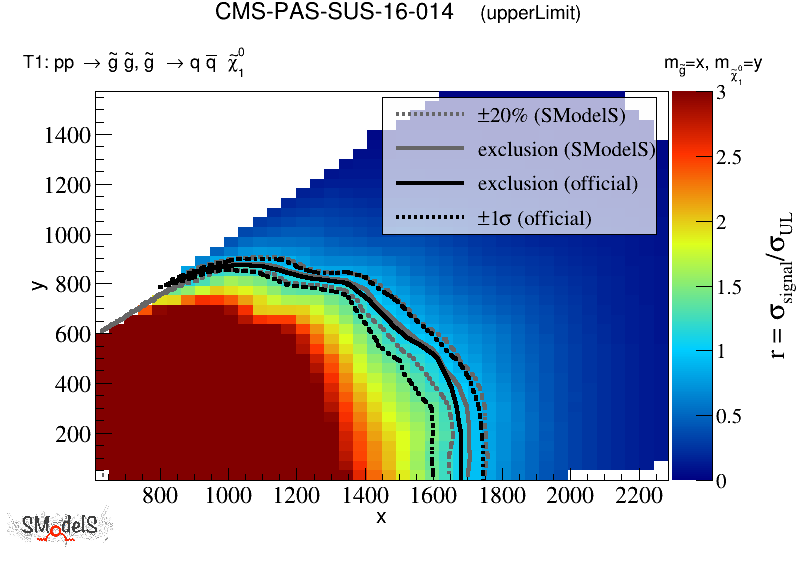 CMS-PAS-SUS-16-014 (upperLimit)
T1: pp → g̃ g̃, g̃ → q q̅ χ̃₁⁰
m_g̃=x, m_χ̃₁⁰=y
±20% (SModelS)
exclusion (SModelS)
exclusion (official)
±1σ (official)
1400
1200
1000
800
600
400
200
y
800 1000 1200 1400 1600 1800 2000 2200
x
3
2.5
2
1.5
1
0.5
0
r = σ_signal/σ_UL
SModelS